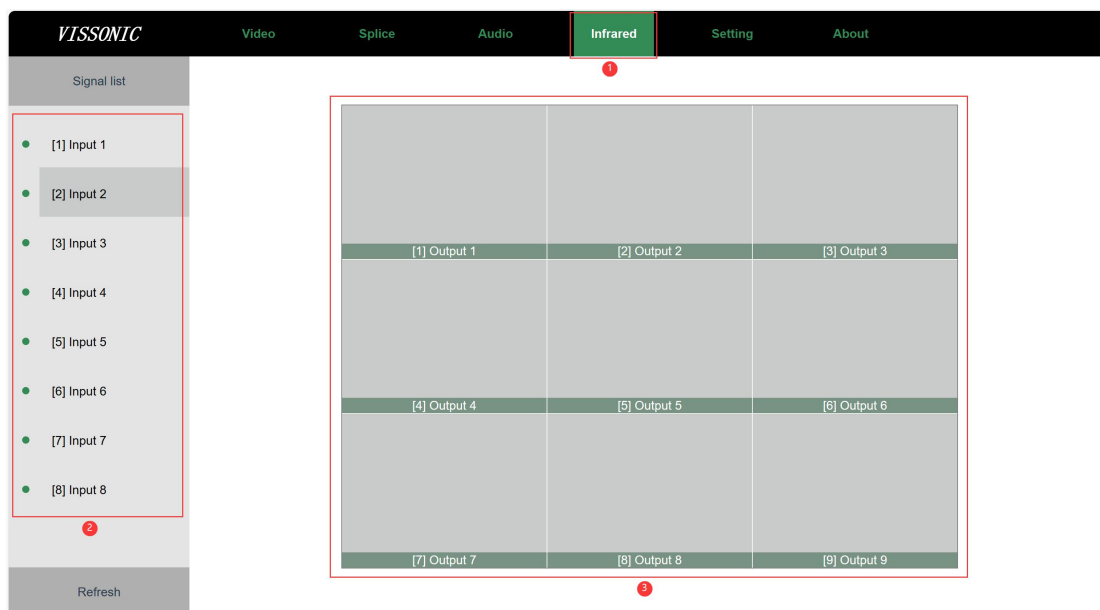 VISSONIC Video Splice Audio Infrared Setting About
1
Signal list
[1] Input 1
[2] Input 2
[3] Input 3
[4] Input 4
[5] Input 5
[6] Input 6
[7] Input 7
[8] Input 8
2
Refresh
[1] Output 1 [2] Output 2 [3] Output 3
[4] Output 4 [5] Output 5 [6] Output 6
[7] Output 7 [8] Output 8 [9] Output 9
3